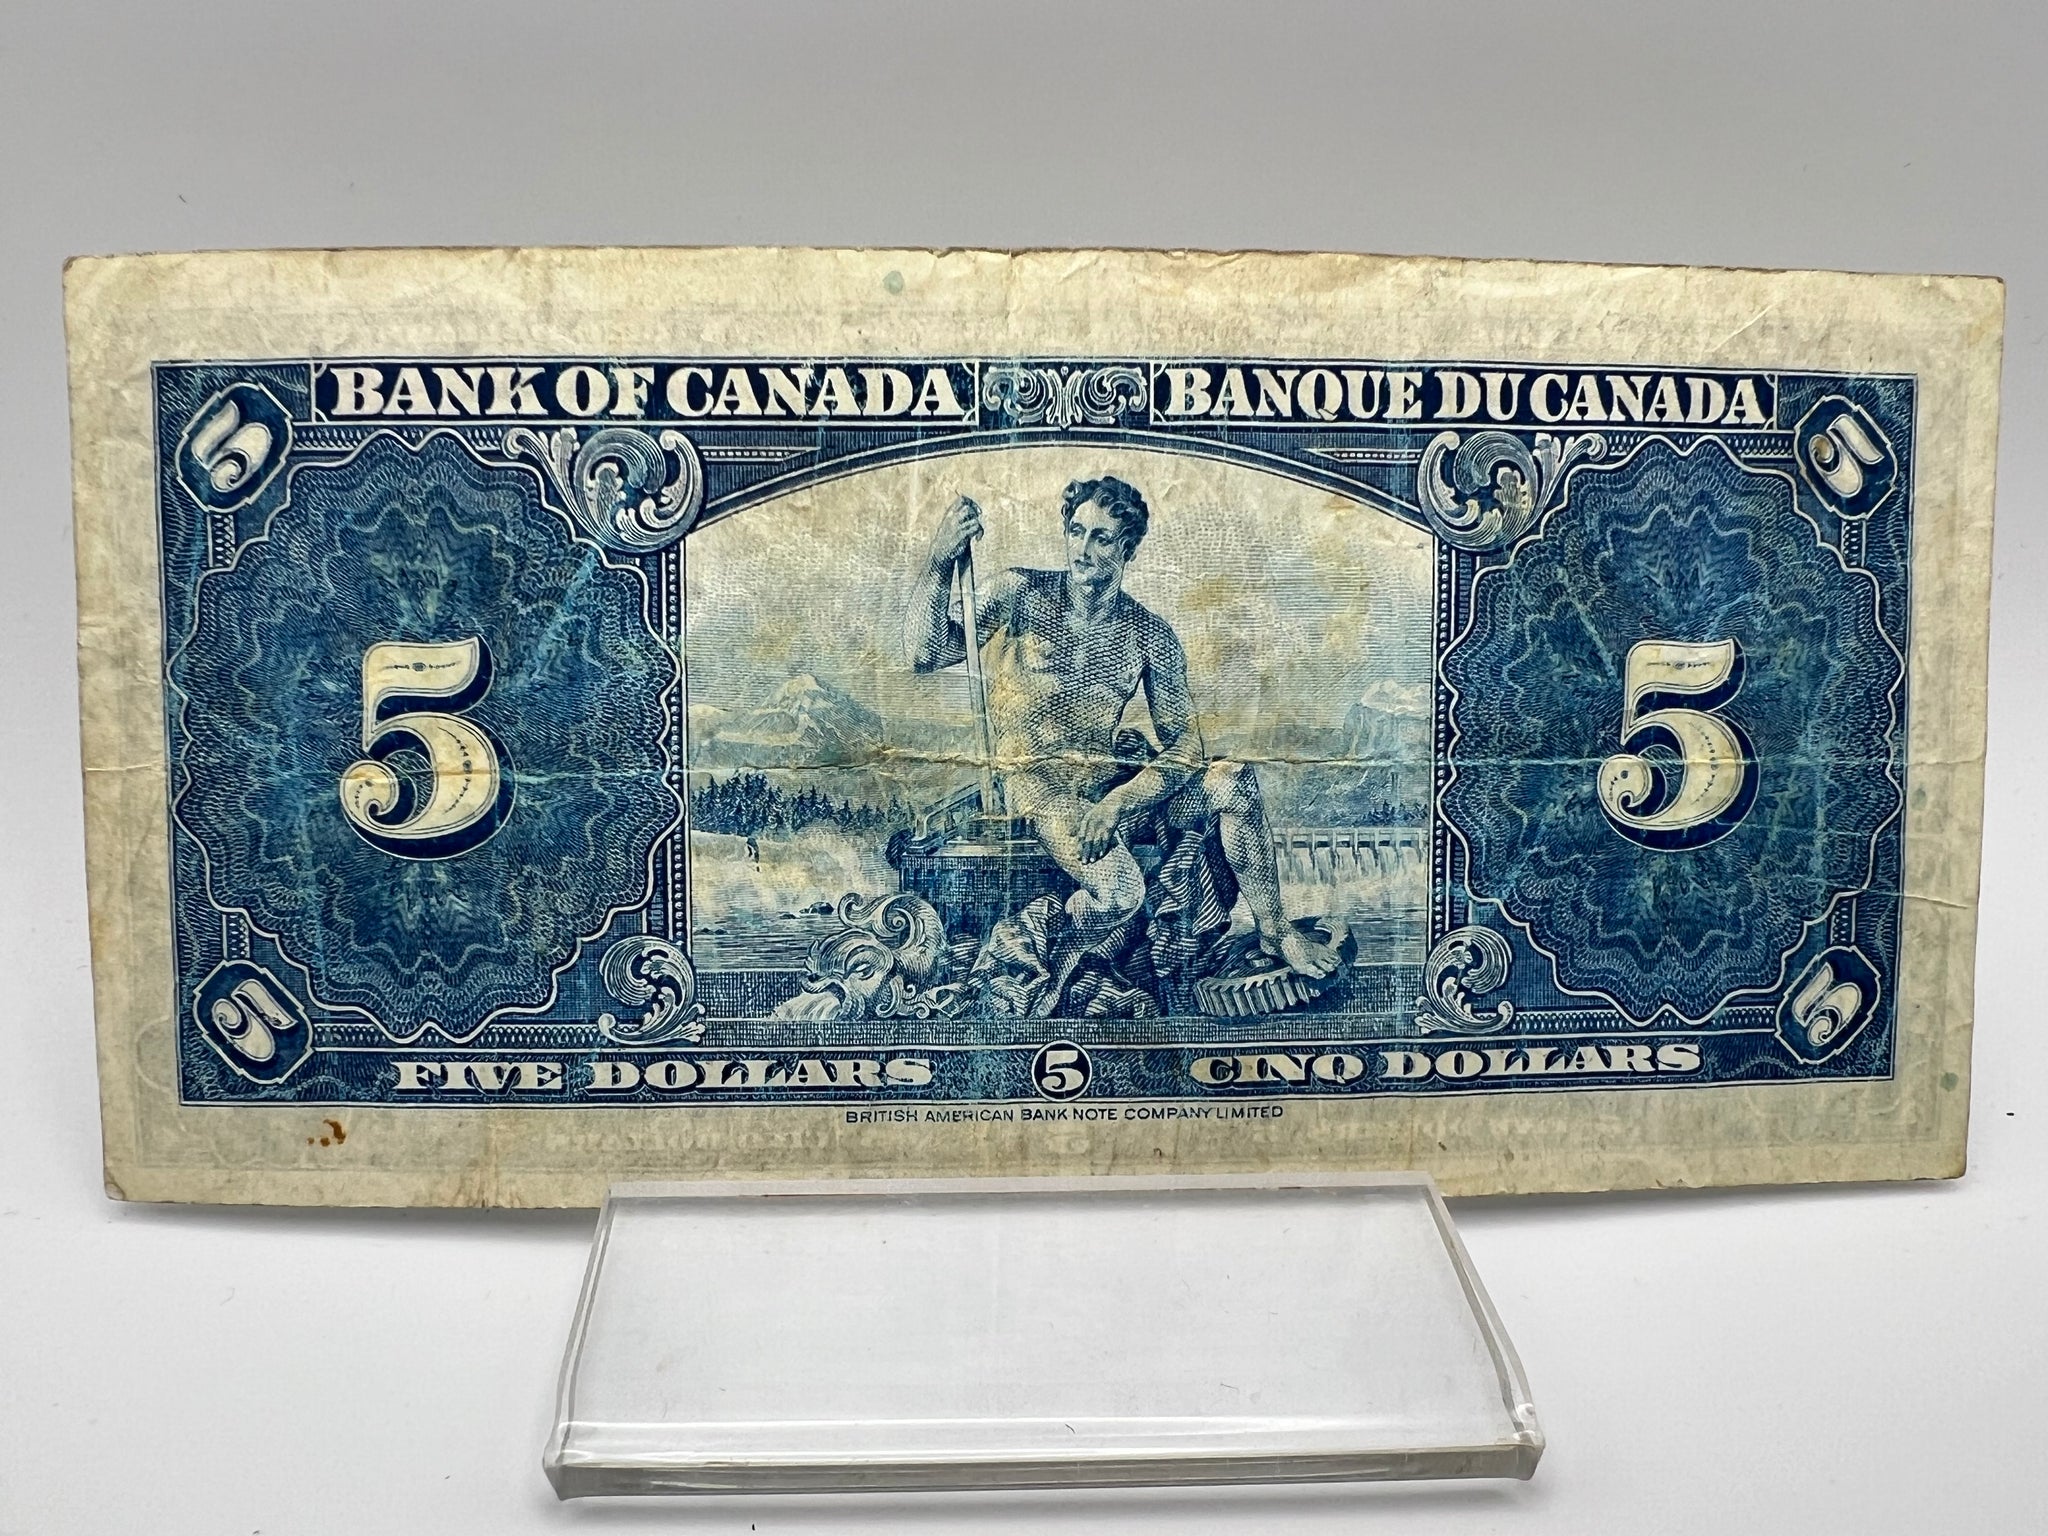 BANK OF CANADA BANQUE DU CANADA
5 5
5 5
5 5
FIVE DOLLARS 5 CINQ DOLLARS
BRITISH AMERICAN BANK NOTE COMPANY LIMITED